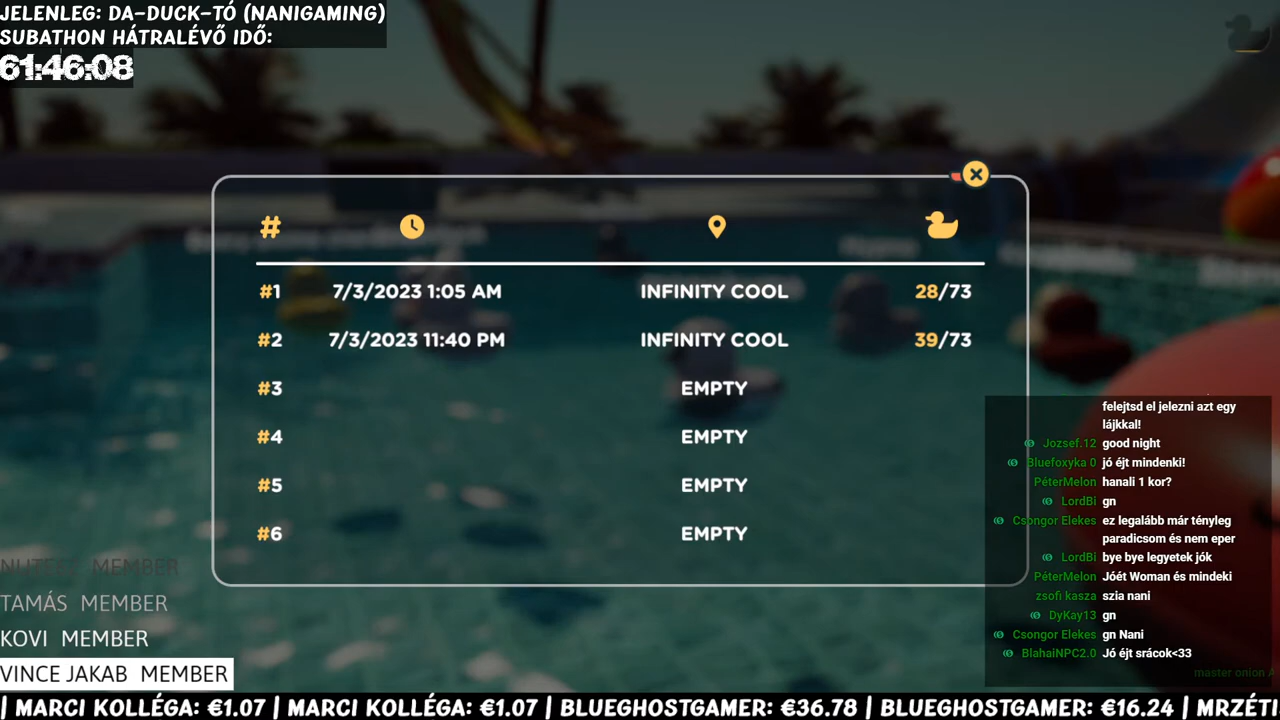 JELENLEG: DA-DUCK-TÓ (NANIGAMING)
SUBATHON HÁTRALÉVŐ IDŐ:
61:46:08
#
#1 7/3/2023 1:05 AM INFINITY COOL 28/73
#2 7/3/2023 11:40 PM INFINITY COOL 39/73
#3 EMPTY
#4 EMPTY
#5 EMPTY
#6 EMPTY
felejtsd el jelezni azt egy
lájkkal!
Jozsef.12 good night
Bluefoxyka 0 jó éjt mindenki!
PéterMelon hanali 1 kor?
LordBi gn
Csongor Elekes ez legalább már tényleg
paradicsom és nem eper
LordBi bye bye legyetek jók
PéterMelon Jóét Woman és mindeki
zsofi kasza szia nani
DyKay13 gn
Csongor Elekes gn Nani
BlahaiNPC2.0 Jó éjt srácok<33
master onion
MEMBER
TAMÁS MEMBER
KOVI MEMBER
VINCE JAKAB MEMBER
| MARCI KOLLÉGA: €1.07 | MARCI KOLLÉGA: €1.07 | BLUEGHOSTGAMER: €36.78 | BLUEGHOSTGAMER: €16.24 | MRZÉTI